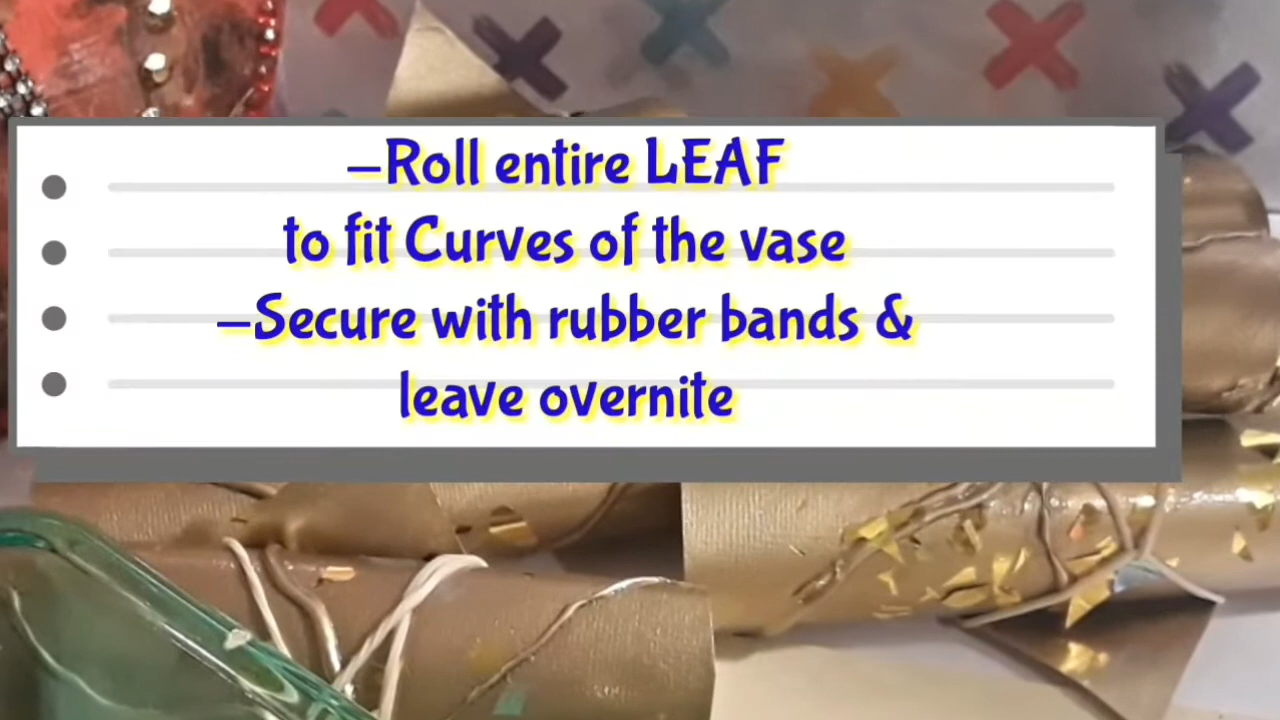 –Roll entire LEAF
to fit Curves of the vase
–Secure with rubber bands &
leave overnite